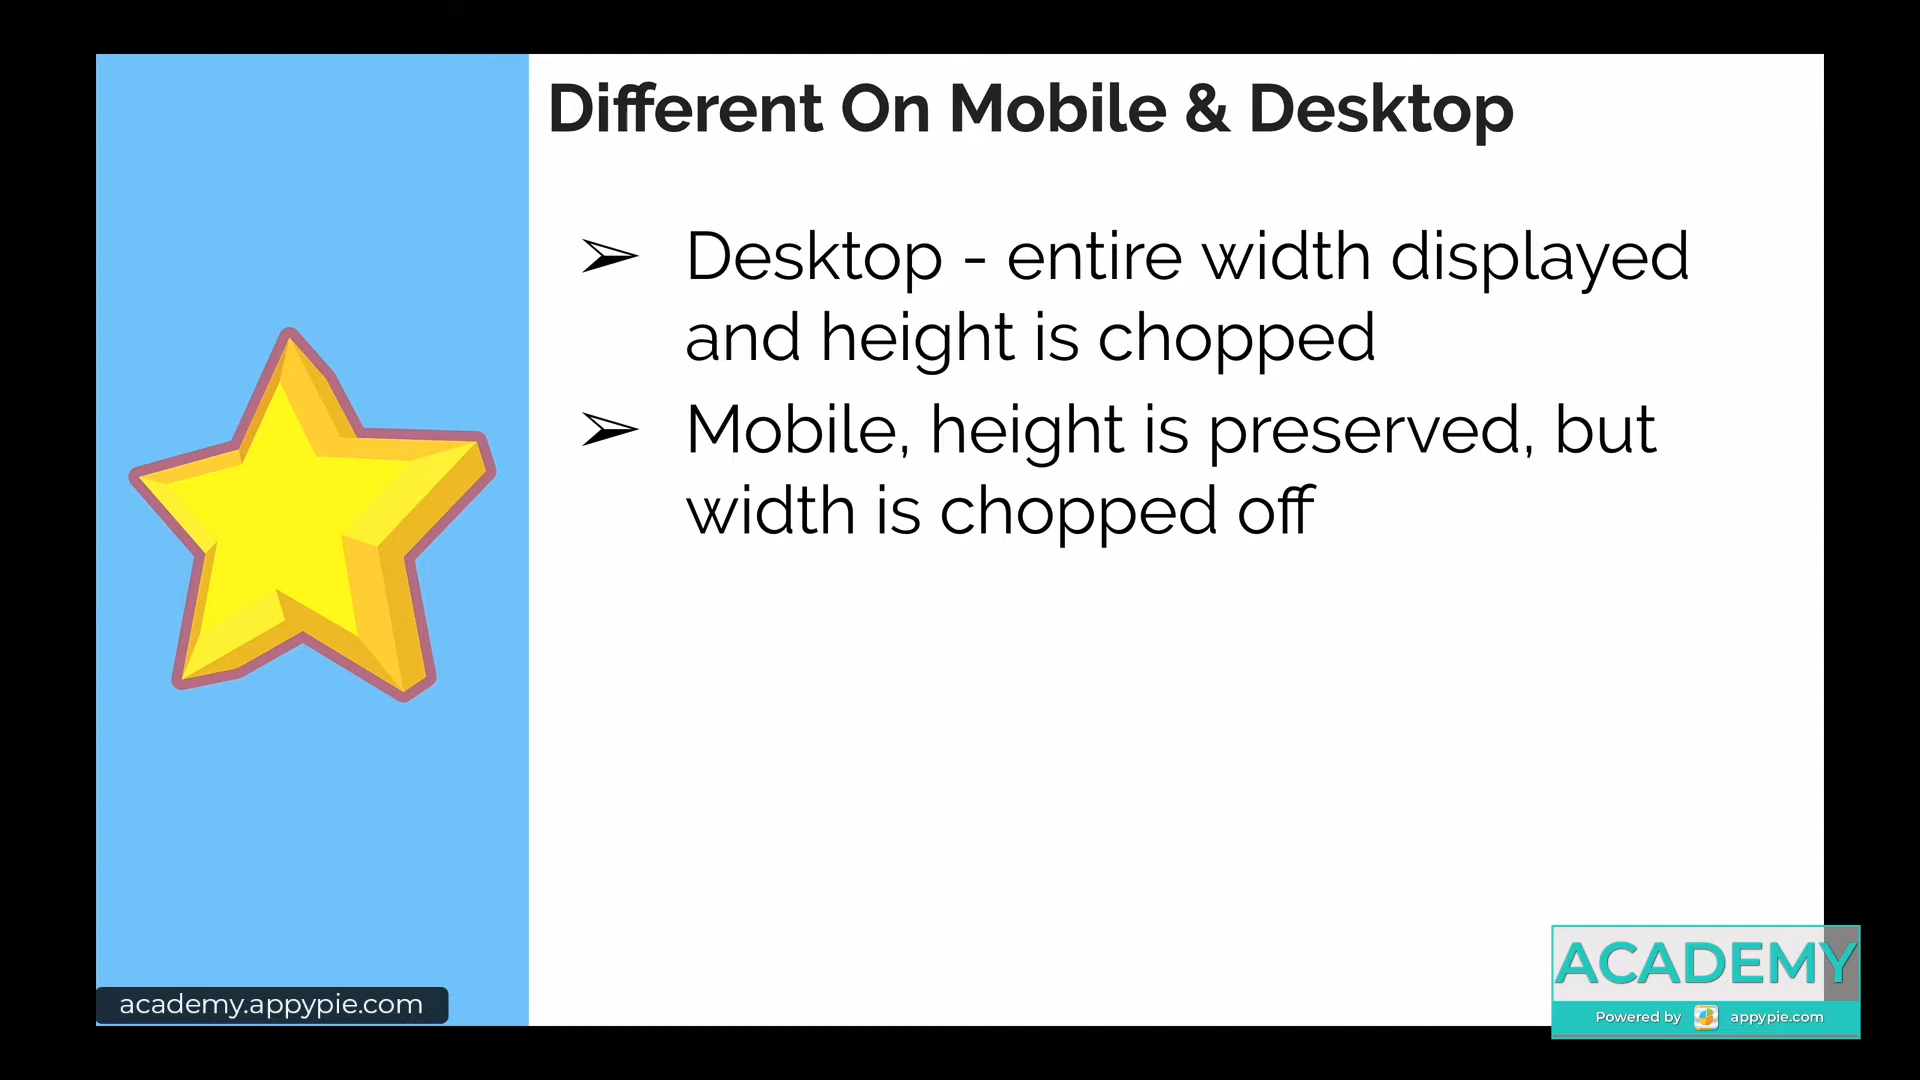 Different On Mobile & Desktop
➢ Desktop - entire width displayed
and height is chopped
➢ Mobile, height is preserved, but
width is chopped off
academy.appypie.com
ACADEMY
Powered by appypie.com